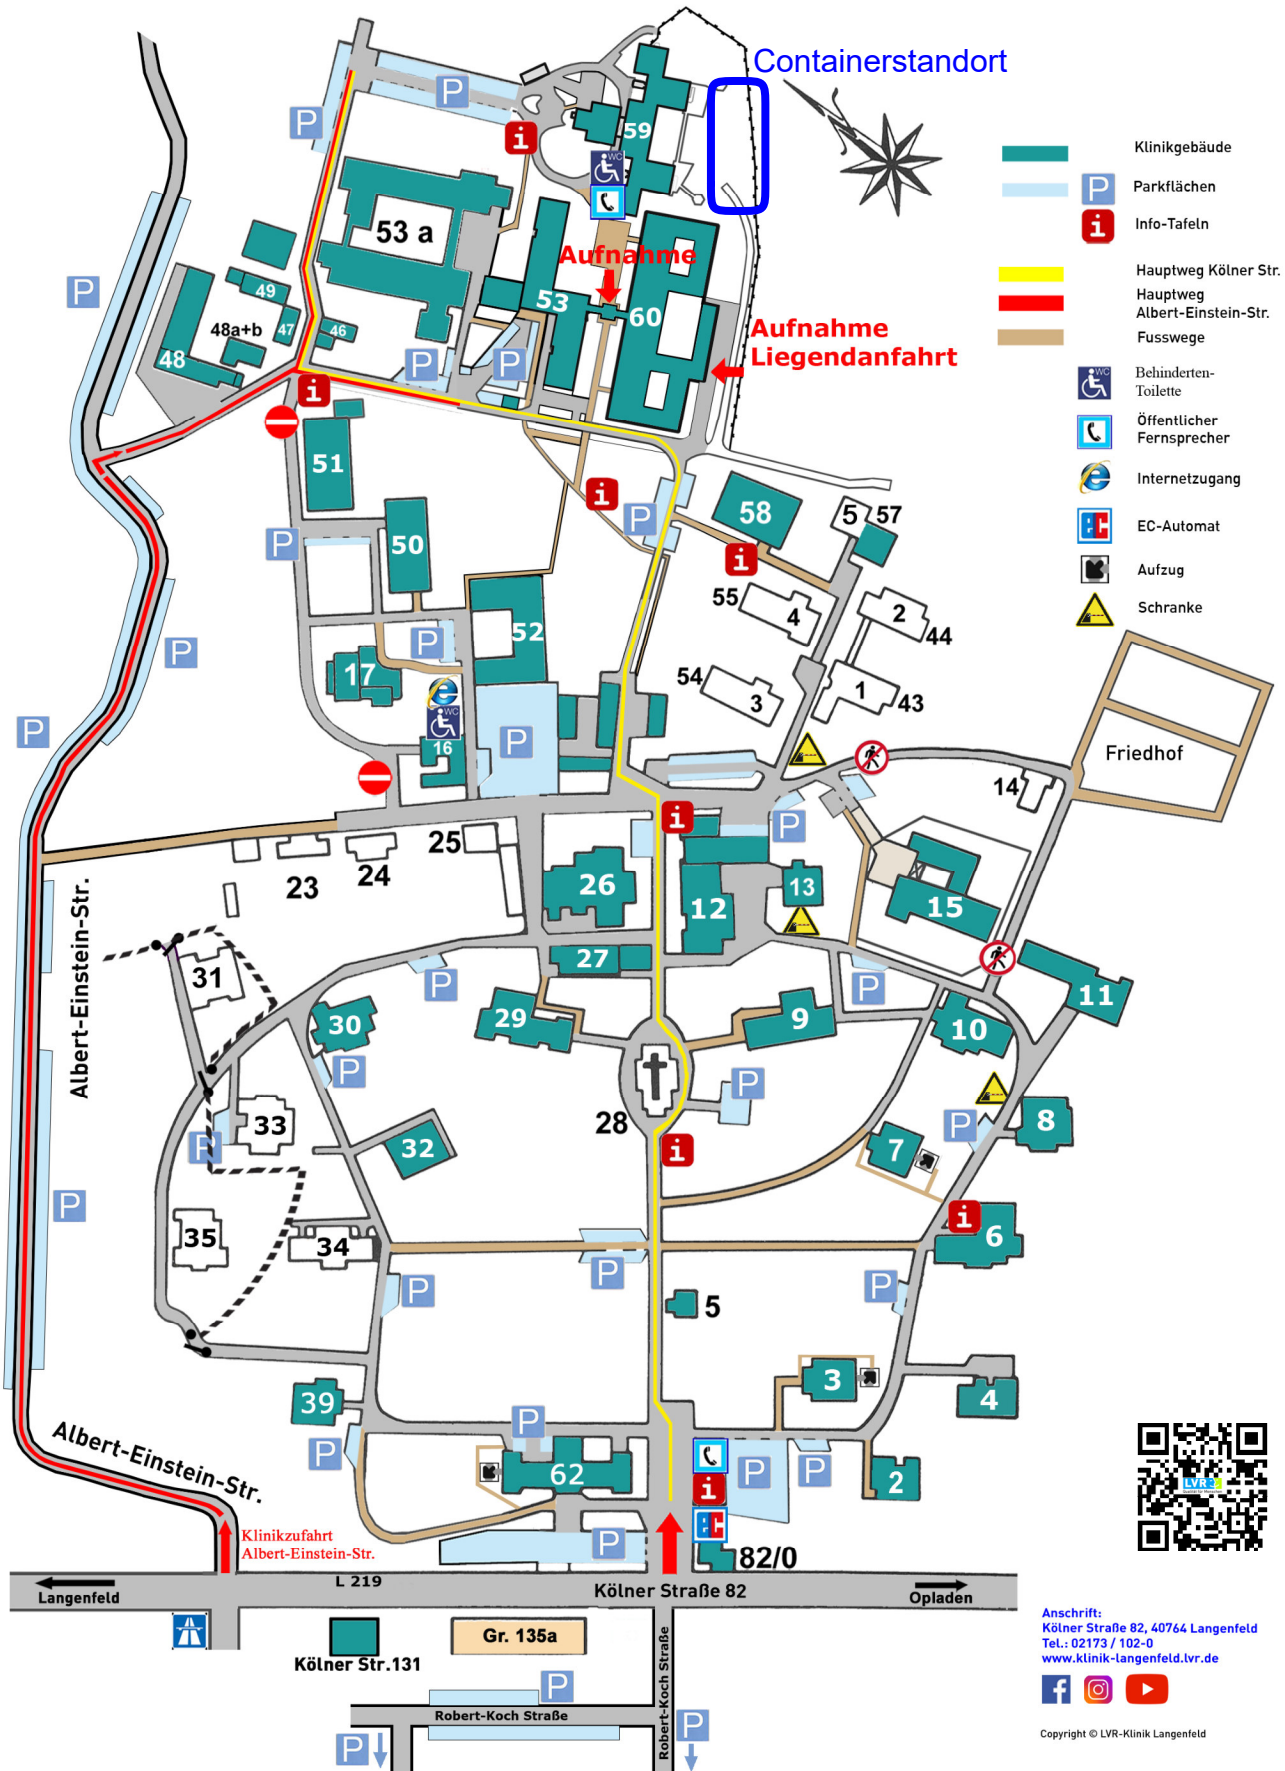 Containerstandort
P
P
i
59
WC
53 a
Aufnahme
53
60
Aufnahme
Liegendanfahrt
P
49
48a+b
47
46
48
P
P
i
51
i
P
58
5
57
50
P
i
55
4
2
44
52
P
P
17
54
3
1
43
WC
16
P
P
Friedhof
14
i
P
25
23
24
26
13
12
15
Albert-Einstein-Str.
31
27
P
P
11
30
29
9
10
P
P
28
33
P
32
i
7
P
8
P
35
34
i
6
P
P
P
5
3
4
39
P
P
62
i
P
P
2
Albert-Einstein-Str.
Klinikzufahrt
Albert-Einstein-Str.
P
EC
82/0
L 219
Langenfeld
Kölner Straße 82
Opladen
Gr. 135a
Kölner Str.131
P
Robert-Koch Straße
Robert-Koch Straße
P
P
Klinikgebäude
P
Parkflächen
i
Info-Tafeln
Hauptweg Kölner Str.
Hauptweg
Albert-Einstein-Str.
Fusswege
WC
Behinderten-
Toilette
Öffentlicher
Fernsprecher
Internetzugang
EC
EC-Automat
Aufzug
Schranke
LVR
Anschrift:
Kölner Straße 82, 40764 Langenfeld
Tel.: 02173 / 102-0
www.klinik-langenfeld.lvr.de
Copyright © LVR-Klinik Langenfeld